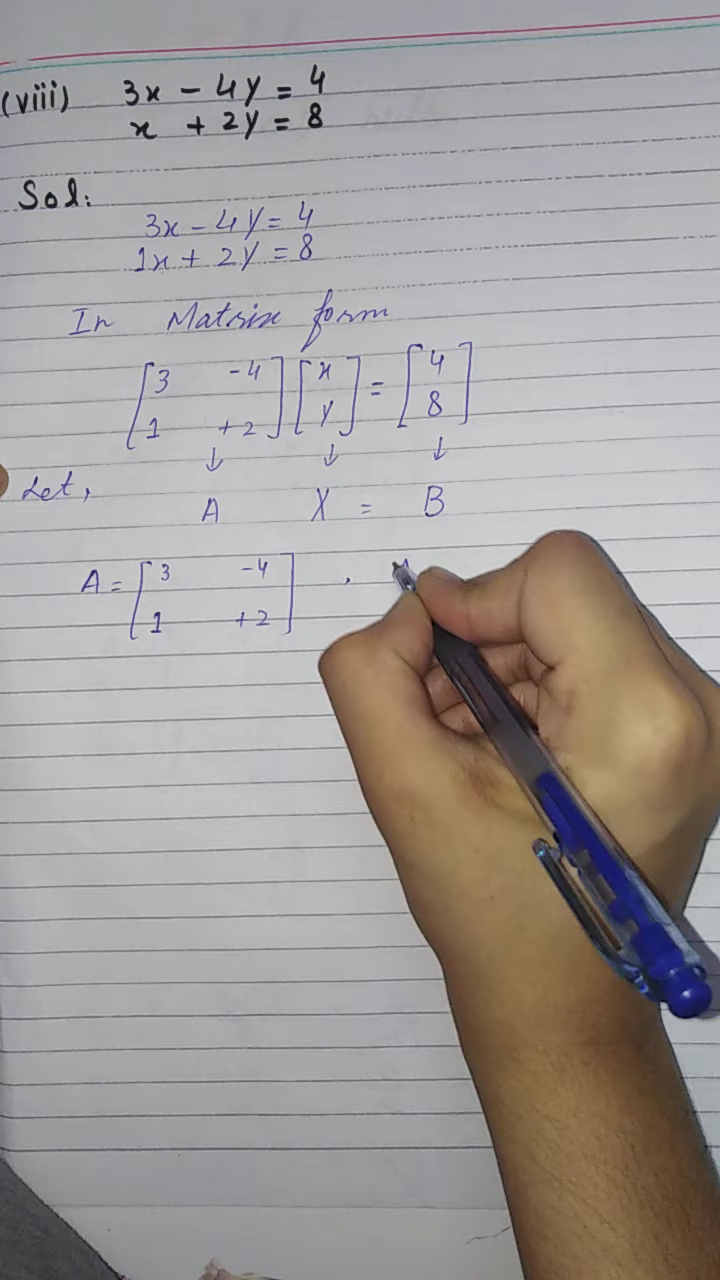 (viii) 3x - 4y = 4
x + 2y = 8
Sol:
3x - 4y = 4
1x + 2y = 8
In Matrix form
[3 -4] [x] = [4]
[1 +2] [y] [8]
↓ ↓ ↓
Let, A X = B
A = [3 -4] ,
[1 +2]